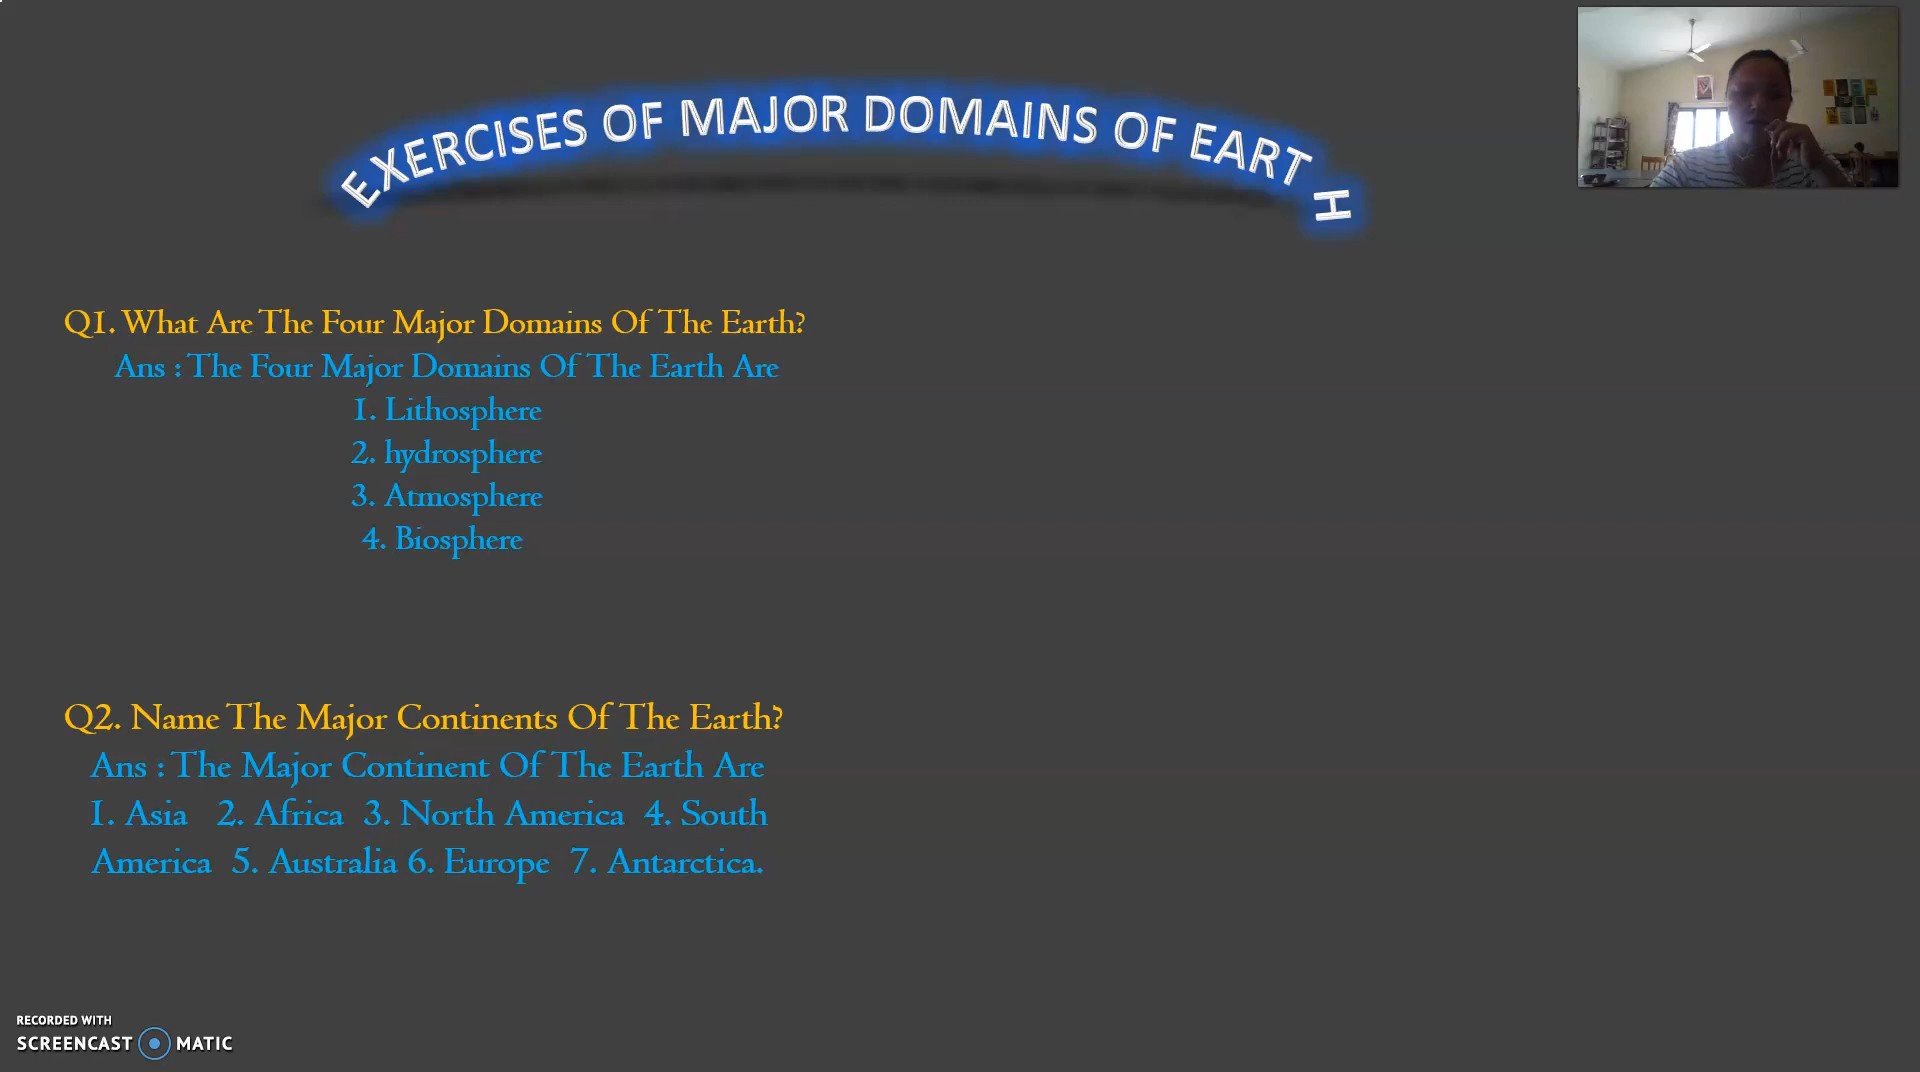 EXERCISES OF MAJOR DOMAINS OF EARTH
Q1. What Are The Four Major Domains Of The Earth?
Ans : The Four Major Domains Of The Earth Are
1. Lithosphere
2. hydrosphere
3. Atmosphere
4. Biosphere
Q2. Name The Major Continents Of The Earth?
Ans : The Major Continent Of The Earth Are
1. Asia 2. Africa 3. North America 4. South
America 5. Australia 6. Europe 7. Antarctica.
RECORDED WITH
SCREENCAST MATIC